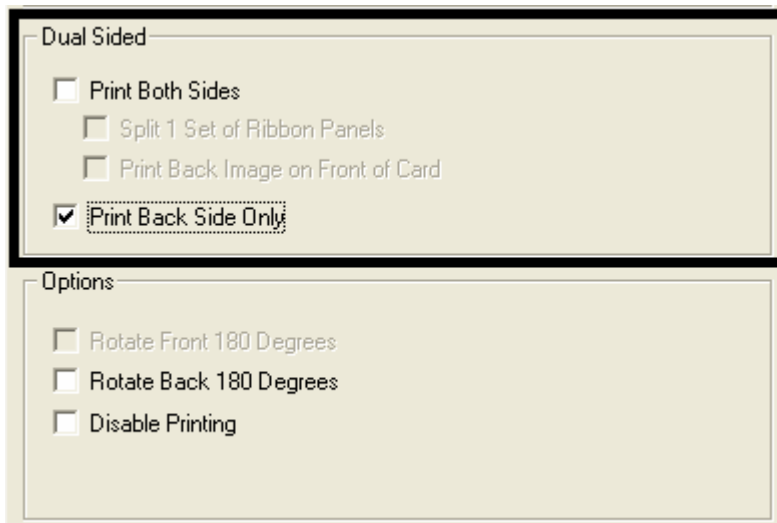 Dual Sided
Print Both Sides
Split 1 Set of Ribbon Panels
Print Back Image on Front of Card
Print Back Side Only
Options
Rotate Front 180 Degrees
Rotate Back 180 Degrees
Disable Printing